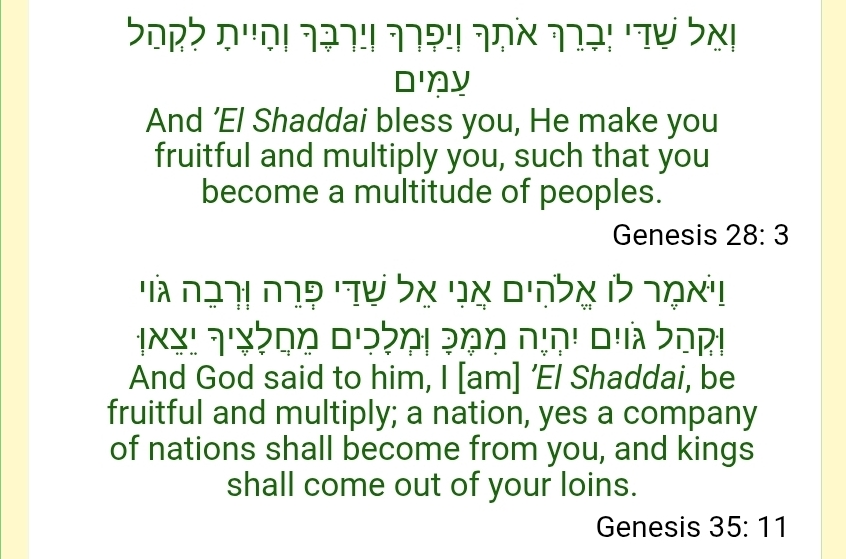 וְאֵל שַׁדַּי יְבָרֵךְ אֹתְךָ וְיַפְרְךָ וְיַרְבֶּךָ וְהָיִיתָ לִקְהַל
עַמִּים
And ’El Shaddai bless you, He make you
fruitful and multiply you, such that you
become a multitude of peoples.
Genesis 28: 3
וַיֹּאמֶר לוֹ אֱלֹהִים אֲנִי אֵל שַׁדַּי פְּרֵה וּרְבֵה גּוֹי
וּקְהַל גּוֹיִם יִהְיֶה מִמֶּךָּ וּמְלָכִים מֵחֲלָצֶיךָ יֵצֵאוּ
And God said to him, I [am] ’El Shaddai, be
fruitful and multiply; a nation, yes a company
of nations shall become from you, and kings
shall come out of your loins.
Genesis 35: 11